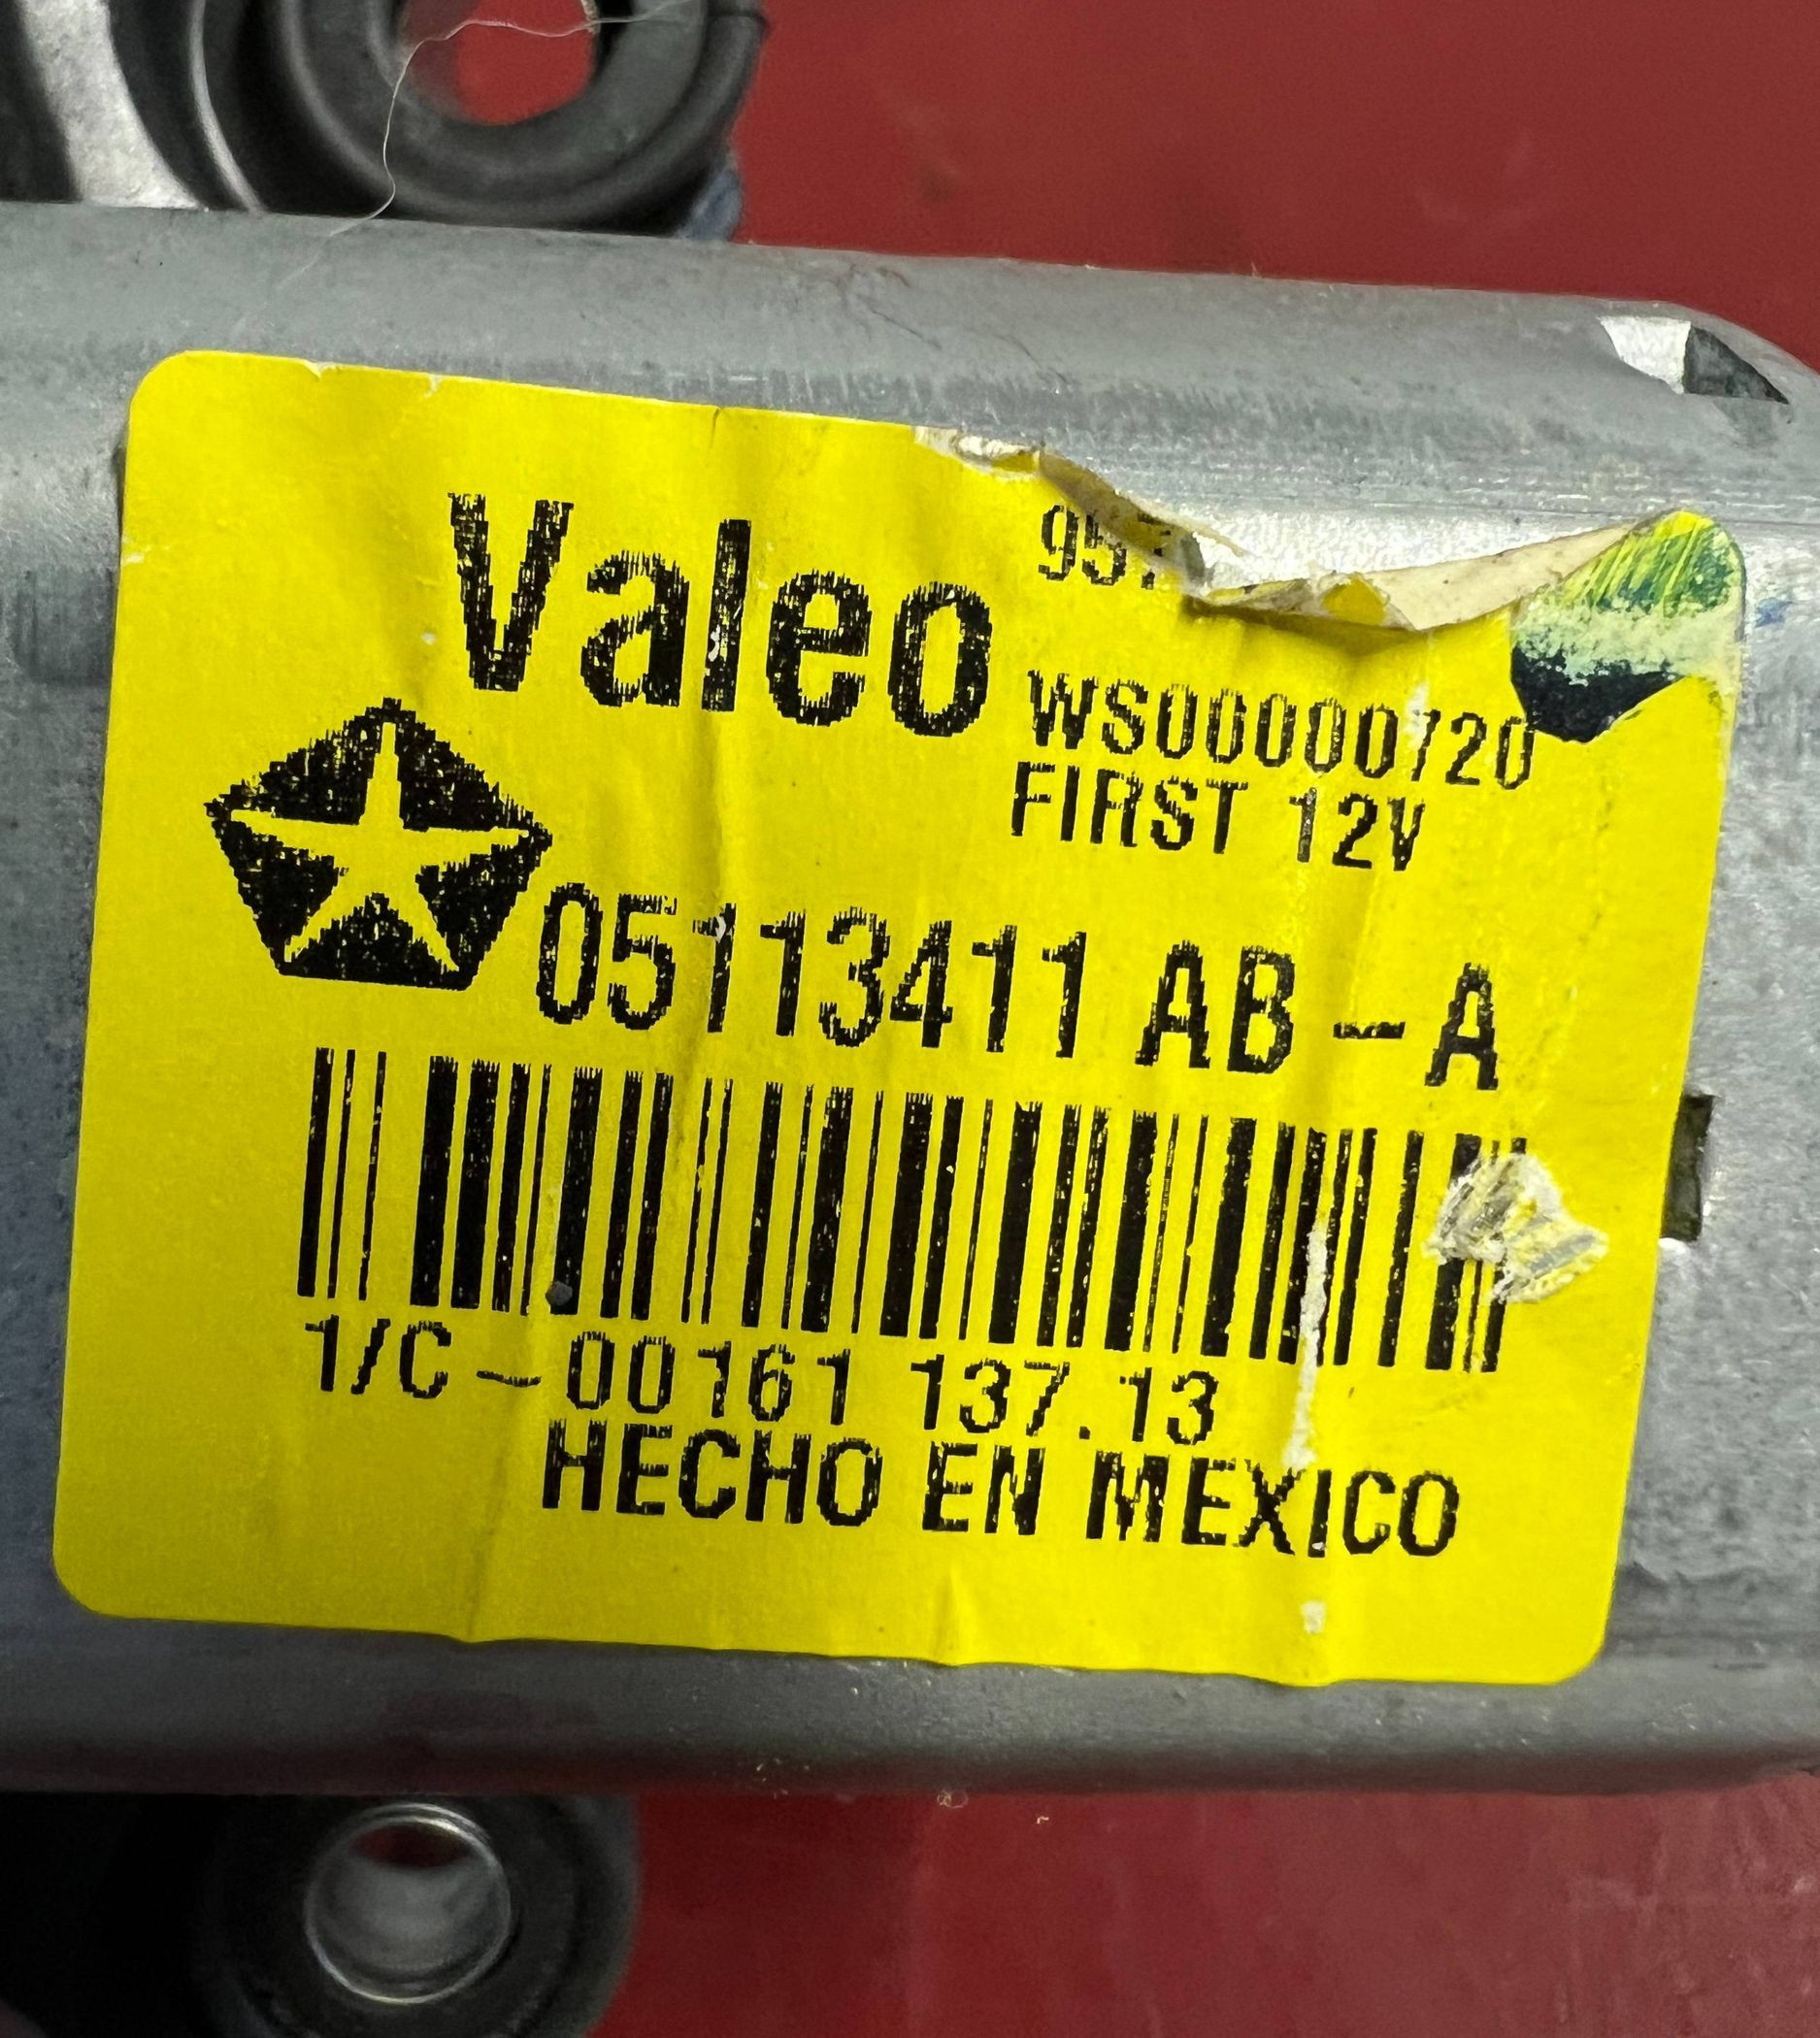 Valeo
WS00000720
FIRST 12V
05113411 AB - A
1/C - 00161 137.13
HECHO EN MEXICO